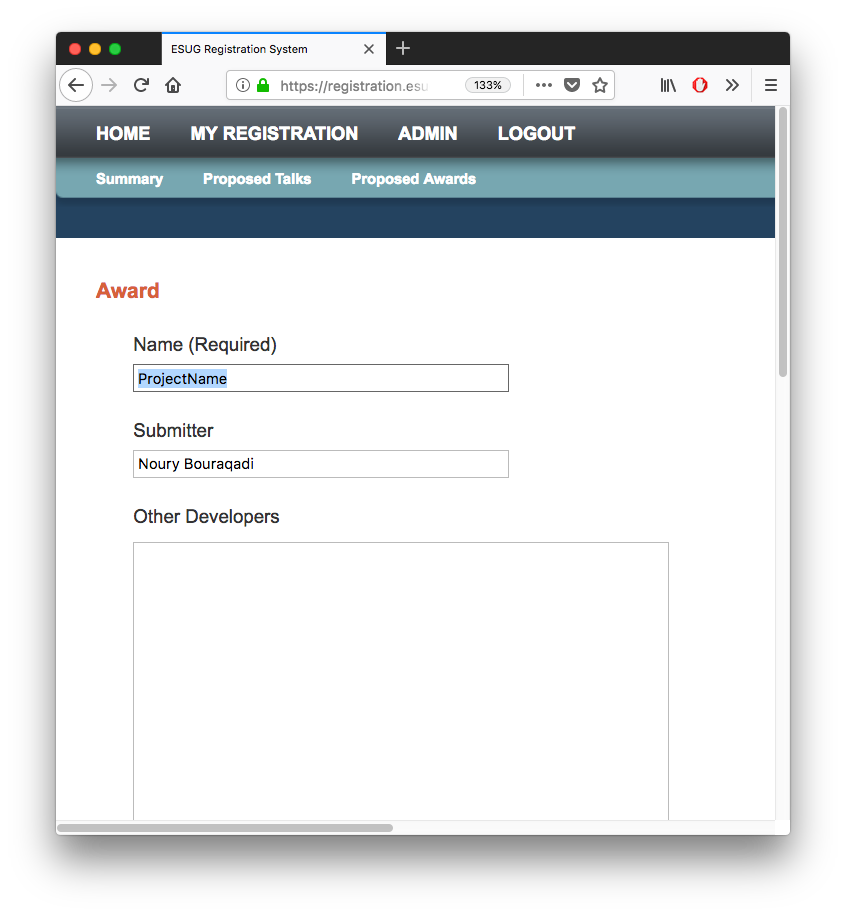 ESUG Registration System
https://registration.esu
133%
HOME MY REGISTRATION ADMIN LOGOUT
Summary Proposed Talks Proposed Awards
Award
Name (Required)
ProjectName
Submitter
Noury Bouraqadi
Other Developers